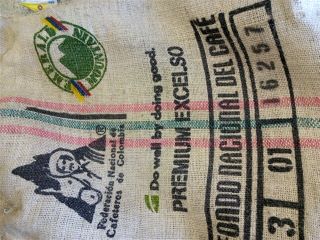 Federación Nacional de
Cafeteros de Colombia
®
Do well by doing good.
PREMIUM EXCELSO
FONDO NACIONAL DEL CAFÉ
3 01 16257